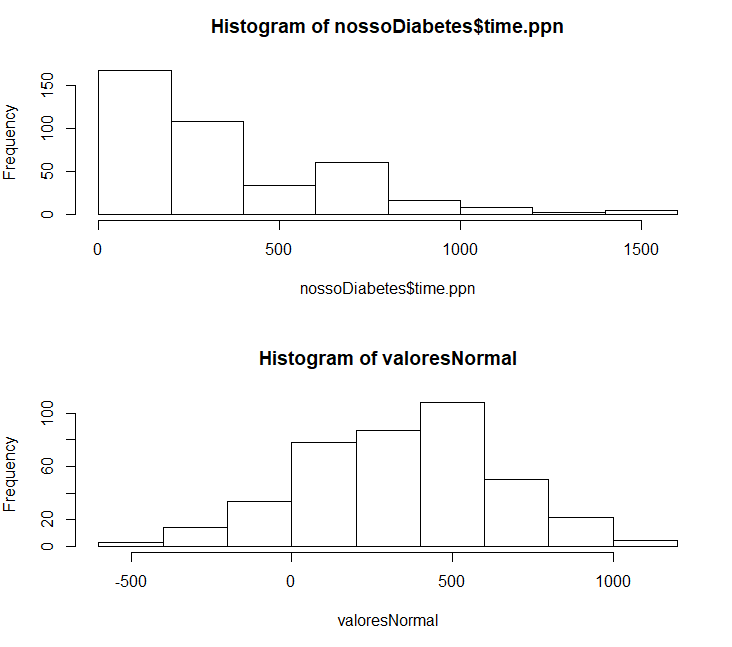 Histogram of nossoDiabetes$time.ppn
Frequency
150
100
50
0
0 500 1000 1500
nossoDiabetes$time.ppn
Histogram of valoresNormal
Frequency
100
60
20
0
-500 0 500 1000
valoresNormal